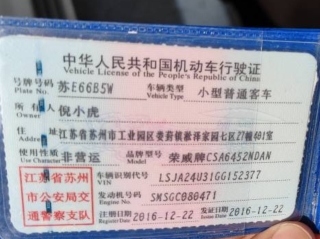 中华人民共和国机动车行驶证
Vehicle License of the People's Republic of China
号牌号码 苏E66B5W 车辆类型 小型普通客车
Plate No. Vehicle Type
所有人 倪小虎
Owner
住址 江苏省苏州市工业园区娄葑镇淞泽家园七区27幢401室
Address
使用性质 非营运 品牌型号 荣威牌CSA6452NDAN
Use Character Model
江苏省苏州市公安局交通警察支队
车辆识别代号 LSJA24U31GG152377
VIN
发动机号码 SMSGC080471
Engine No.
注册日期 2016-12-22 发证日期 2016-12-22
Register Date Issue Date